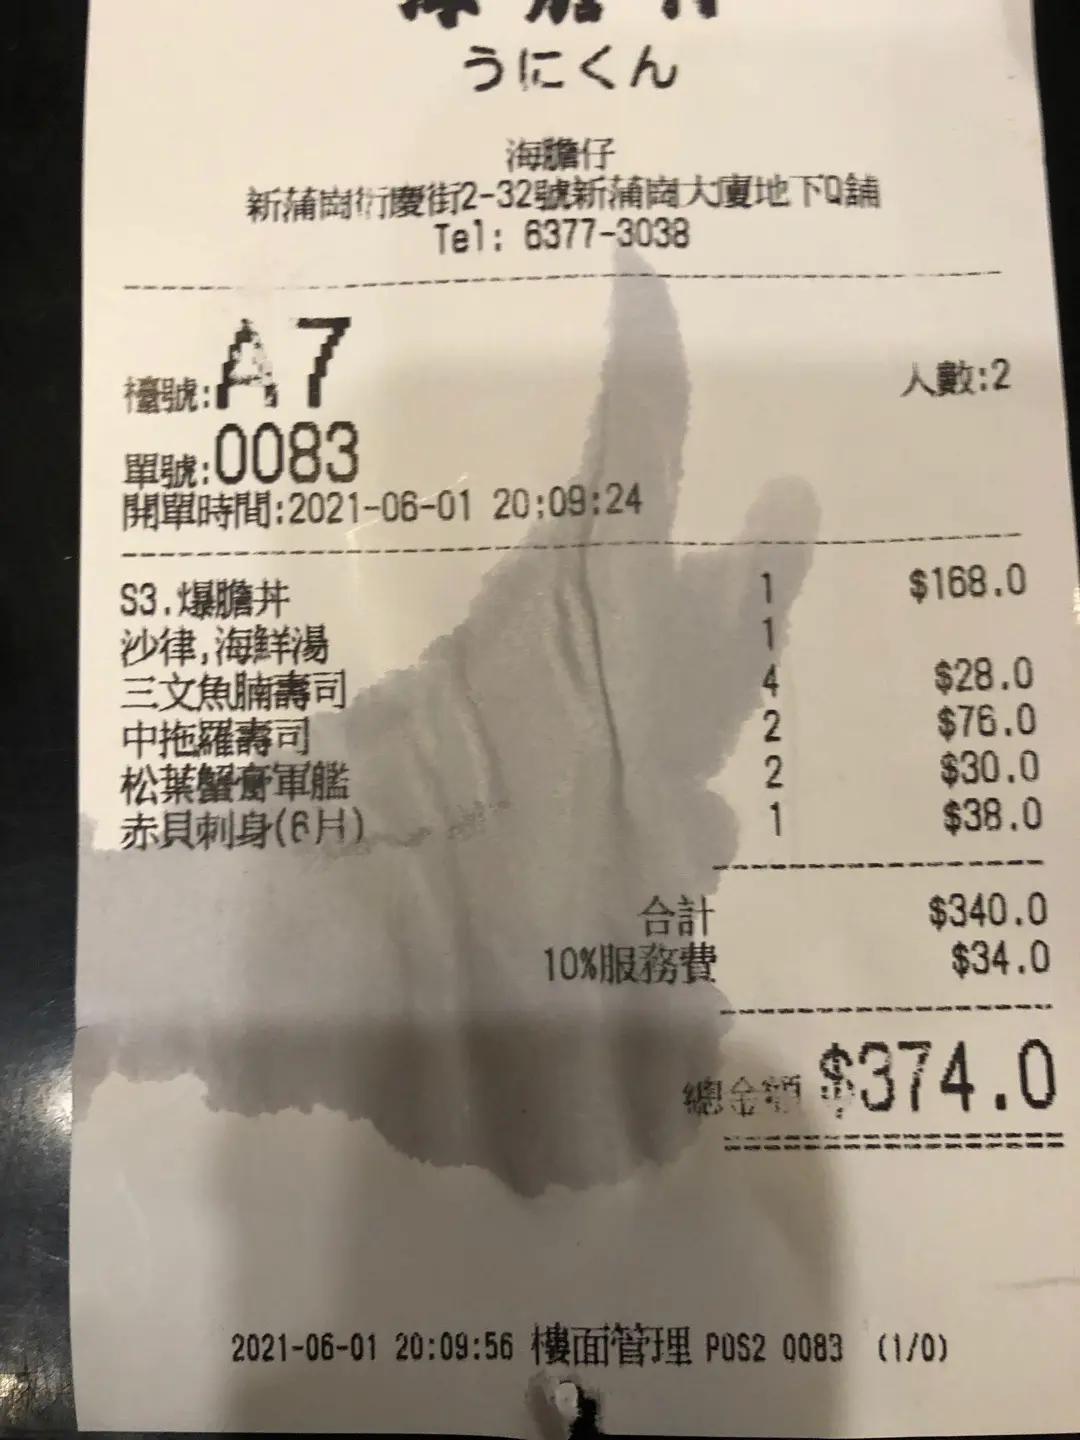 海膽仔
うにくん
海膽仔
新蒲崗衍慶街2-32號新蒲崗大廈地下Q舖
Tel: 6377-3038
檯號:A7
人數:2
單號:0083
開單時間:2021-06-01 20:09:24
S3.爆膽丼 1 $168.0
沙律,海鮮湯 1
三文魚腩壽司 4 $28.0
中拖羅壽司 2 $76.0
松葉蟹膏軍艦 2 $30.0
赤貝刺身(6片) 1 $38.0
合計 $340.0
10%服務費 $34.0
總金額 $374.0
2021-06-01 20:09:56 樓面管理 POS2 0083 (1/0)